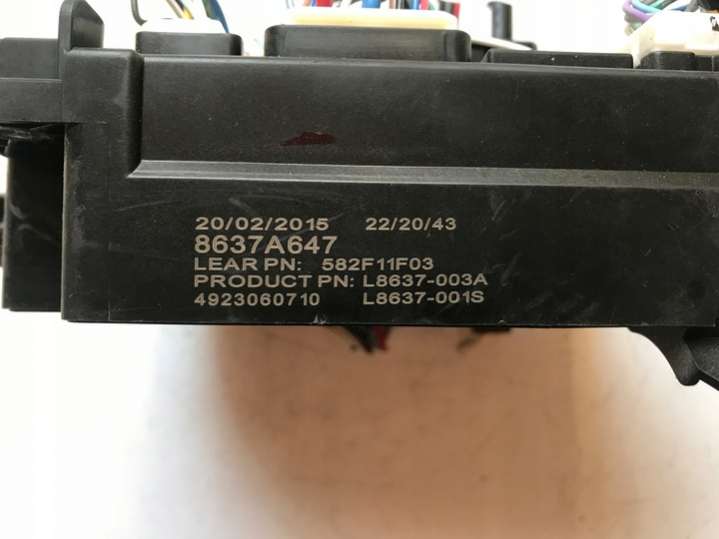 20/02/2015 22/20/43
8637A647
LEAR PN: 582F11F03
PRODUCT PN: L8637-003A
4923060710 L8637-001S